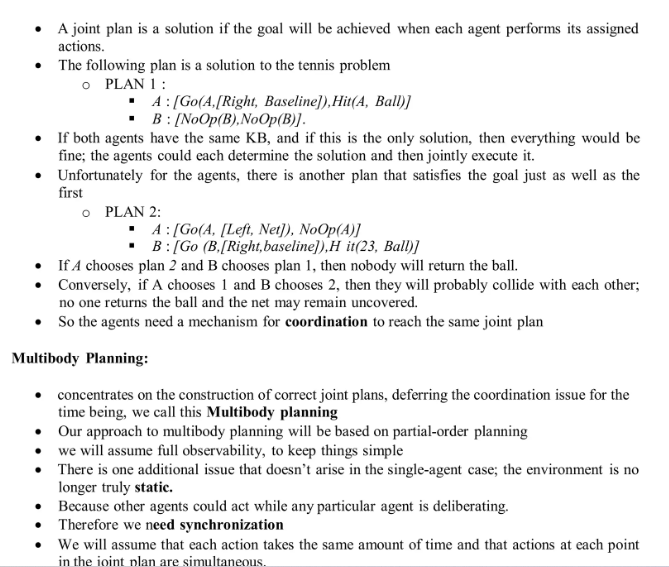 • A joint plan is a solution if the goal will be achieved when each agent performs its assigned
actions.
• The following plan is a solution to the tennis problem
o PLAN 1 :
▪ A : [Go(A,[Right, Baseline]),Hit(A, Ball)]
▪ B : [NoOp(B),NoOp(B)].
• If both agents have the same KB, and if this is the only solution, then everything would be
fine; the agents could each determine the solution and then jointly execute it.
• Unfortunately for the agents, there is another plan that satisfies the goal just as well as the
first
o PLAN 2:
▪ A : [Go(A, [Left, Net]), NoOp(A)]
▪ B : [Go (B,[Right,baseline]),H it(23, Ball)]
• If A chooses plan 2 and B chooses plan 1, then nobody will return the ball.
• Conversely, if A chooses 1 and B chooses 2, then they will probably collide with each other;
no one returns the ball and the net may remain uncovered.
• So the agents need a mechanism for coordination to reach the same joint plan
Multibody Planning:
• concentrates on the construction of correct joint plans, deferring the coordination issue for the
time being, we call this Multibody planning
• Our approach to multibody planning will be based on partial-order planning
• we will assume full observability, to keep things simple
• There is one additional issue that doesn't arise in the single-agent case; the environment is no
longer truly static.
• Because other agents could act while any particular agent is deliberating.
• Therefore we need synchronization
• We will assume that each action takes the same amount of time and that actions at each point
in the joint plan are simultaneous.